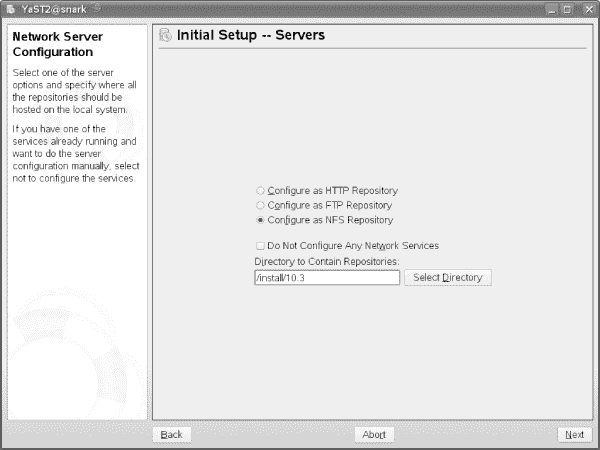 YaST2@snark
Network Server
Configuration
Select one of the server
options and specify where all
the repositories should be
hosted on the local system.
If you have one of the
services already running and
want to do the server
configuration manually, select
not to configure the services.
Initial Setup -- Servers
Configure as HTTP Repository
Configure as FTP Repository
Configure as NFS Repository
Do Not Configure Any Network Services
Directory to Contain Repositories:
/install/10.3
Select Directory
Back
Abort
Next